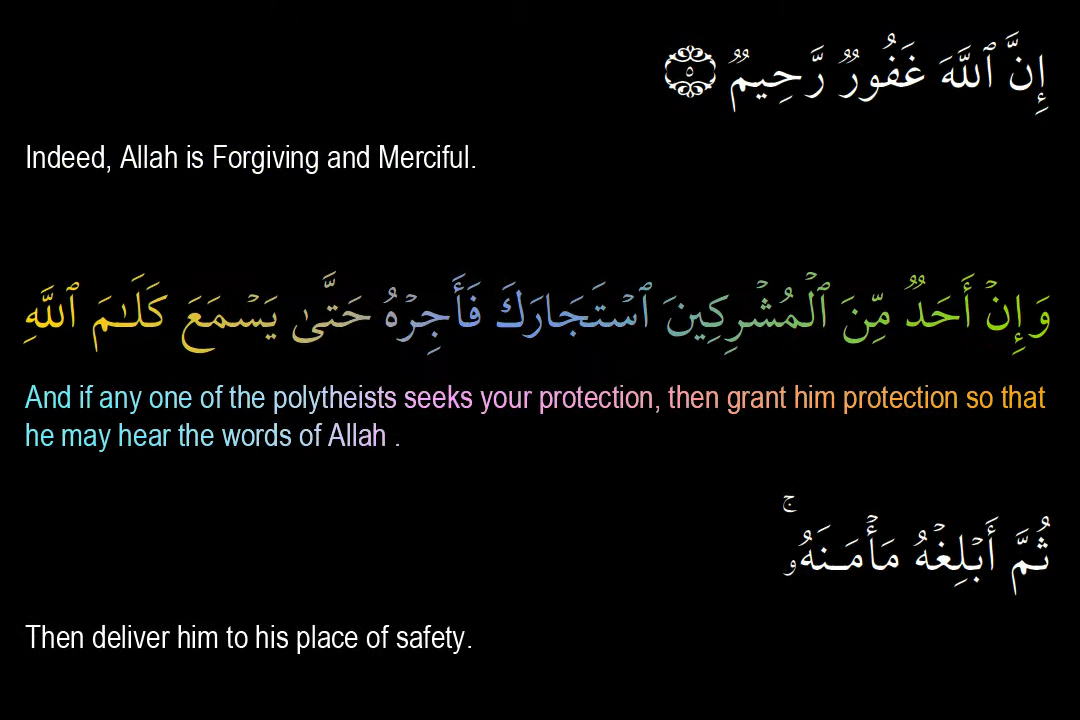 إِنَّ ٱللَّهَ غَفُورٌ رَّحِيمٌ ٥
Indeed, Allah is Forgiving and Merciful.
وَإِنْ أَحَدٌ مِّنَ ٱلْمُشْرِكِينَ ٱسْتَجَارَكَ فَأَجِرْهُ حَتَّىٰ يَسْمَعَ كَلَـٰمَ ٱللَّهِ
And if any one of the polytheists seeks your protection, then grant him protection so that
he may hear the words of Allah .
ثُمَّ أَبْلِغْهُ مَأْمَنَهُۥ ۚ
Then deliver him to his place of safety.